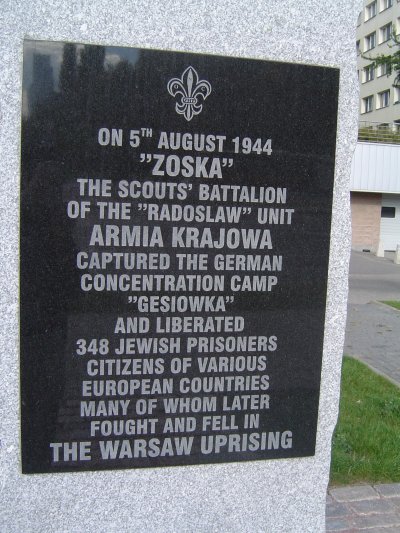 ON 5TH AUGUST 1944
"ZOSKA"
THE SCOUTS' BATTALION
OF THE "RADOSLAW" UNIT
ARMIA KRAJOWA
CAPTURED THE GERMAN
CONCENTRATION CAMP
"GESIOWKA"
AND LIBERATED
348 JEWISH PRISONERS
CITIZENS OF VARIOUS
EUROPEAN COUNTRIES
MANY OF WHOM LATER
FOUGHT AND FELL IN
THE WARSAW UPRISING